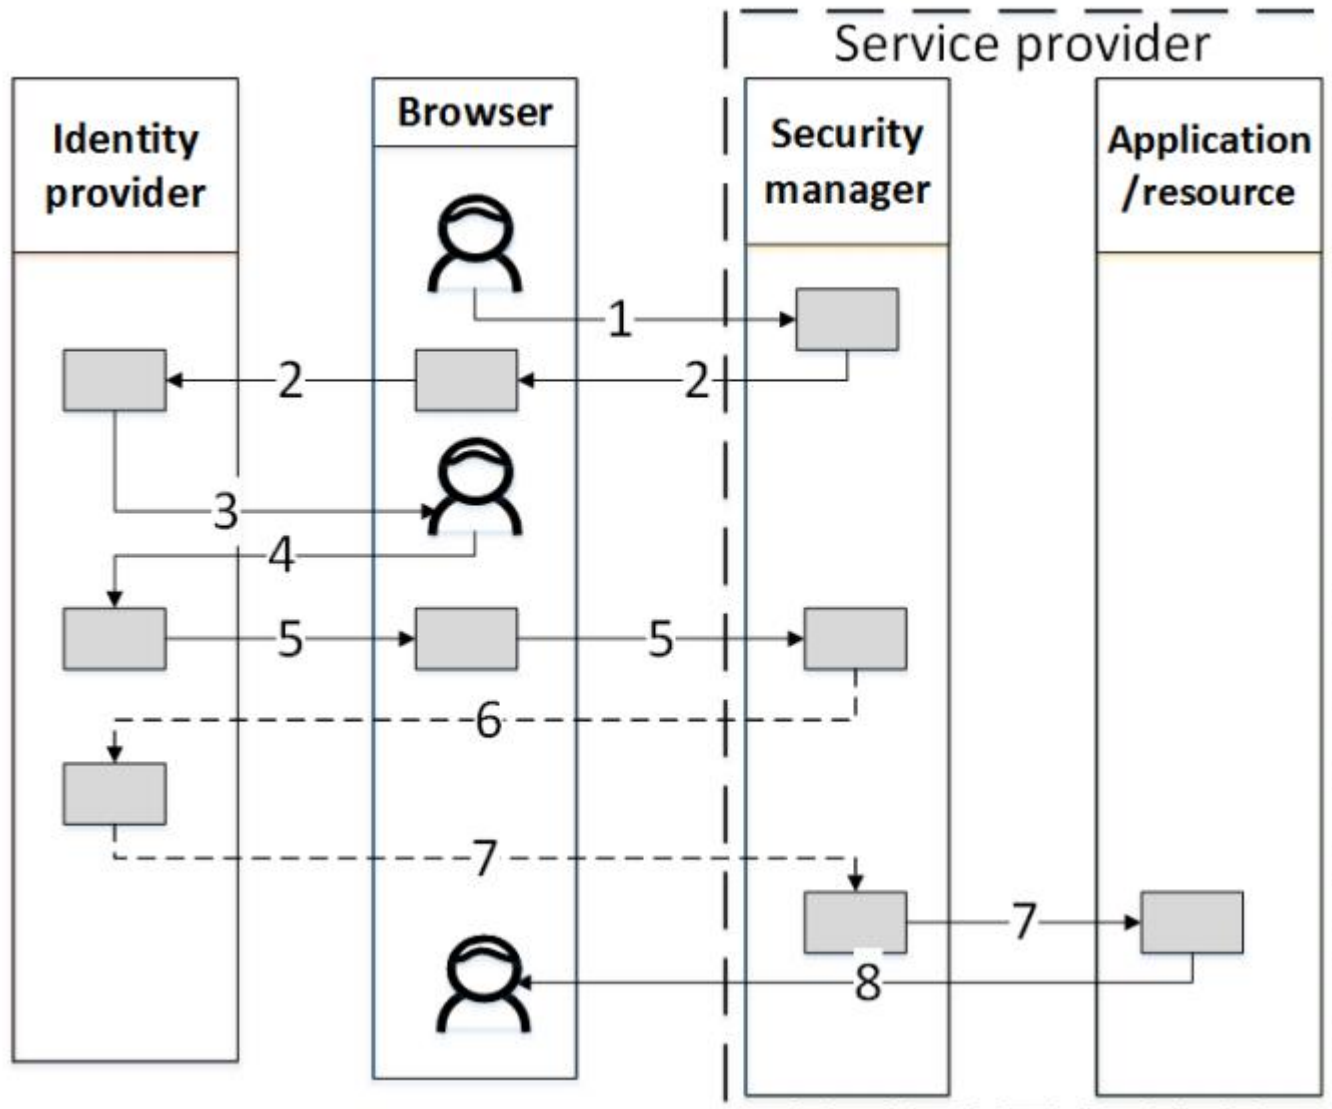 Service provider
Identity
provider
Browser
Security
manager
Application
/resource
1
2
2
3
4
5
5
6
7
7
8